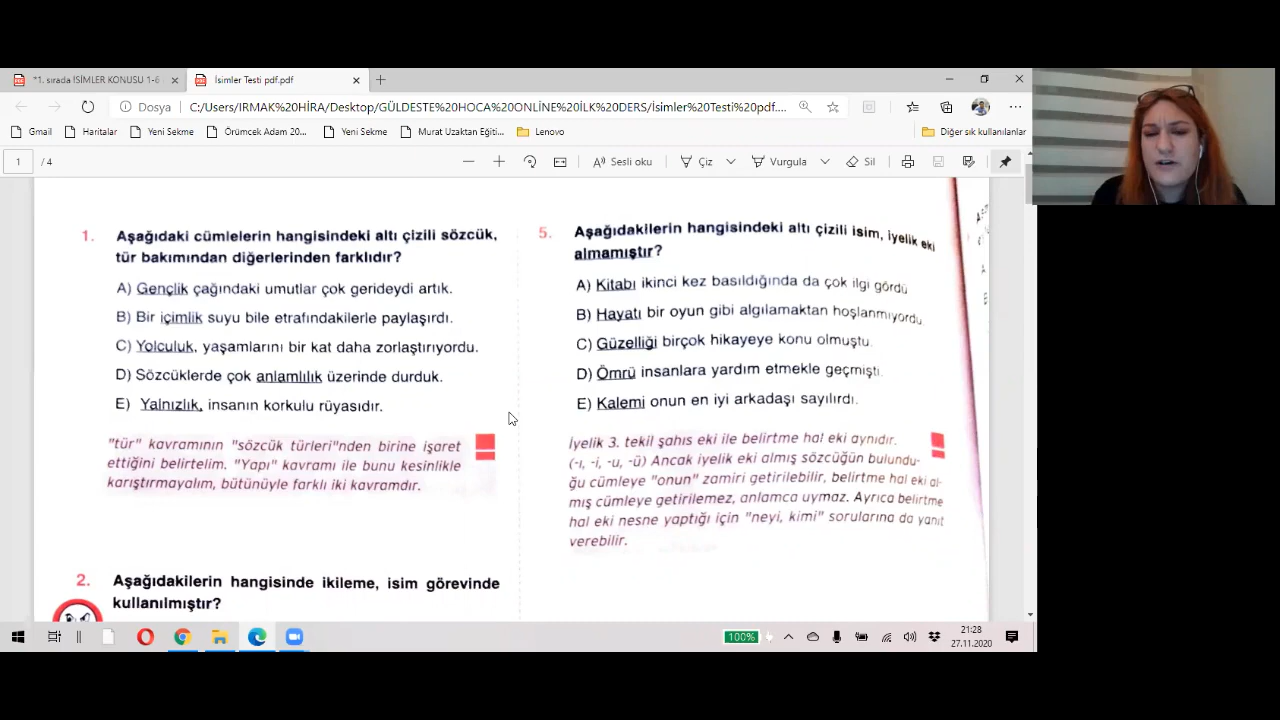 *1. sırada İSİMLER KONUSU 1-6
İsimler Testi pdf.pdf
Dosya
C:/Users/IRMAK%20HİRA/Desktop/GÜLDESTE%20HOCA%20ONLİNE%20İLK%20DERS/İsimler%20Testi%20pdf....
Gmail
Haritalar
Yeni Sekme
Örümcek Adam 20...
Yeni Sekme
Murat Uzaktan Eğiti...
Lenovo
Diğer sık kullanılanlar
1 / 4
Sesli oku
Çiz
Vurgula
Sil
1. Aşağıdaki cümlelerin hangisindeki altı çizili sözcük,
tür bakımından diğerlerinden farklıdır?
A) Gençlik çağındaki umutlar çok gerideydi artık.
B) Bir içimlik suyu bile etrafındakilerle paylaşırdı.
C) Yolculuk, yaşamlarını bir kat daha zorlaştırıyordu.
D) Sözcüklerde çok anlamlılık üzerinde durduk.
E) Yalnızlık, insanın korkulu rüyasıdır.
"tür" kavramının "sözcük türleri"nden birine işaret
ettiğini belirtelim. "Yapı" kavramı ile bunu kesinlikle
karıştırmayalım, bütünüyle farklı iki kavramdır.
2. Aşağıdakilerin hangisinde ikileme, isim görevinde
kullanılmıştır?
5. Aşağıdakilerin hangisindeki altı çizili isim, iyelik eki
almamıştır?
A) Kitabı ikinci kez basıldığında da çok ilgi gördü
B) Hayatı bir oyun gibi algılamaktan hoşlanmıyordu.
C) Güzelliği birçok hikayeye konu olmuştu.
D) Ömrü insanlara yardım etmekle geçmişti.
E) Kalemi onun en iyi arkadaşı sayılırdı.
İyelik 3. tekil şahıs eki ile belirtme hal eki aynıdır.
(-ı, -i, -u, -ü) Ancak iyelik eki almış sözcüğün bulundu-
ğu cümleye "onun" zamiri getirilebilir, belirtme hal eki al-
mış cümleye getirilemez, anlamca uymaz. Ayrıca belirtme
hal eki nesne yaptığı için "neyi, kimi" sorularına da yanıt
verebilir.
100%
21:28
27.11.2020